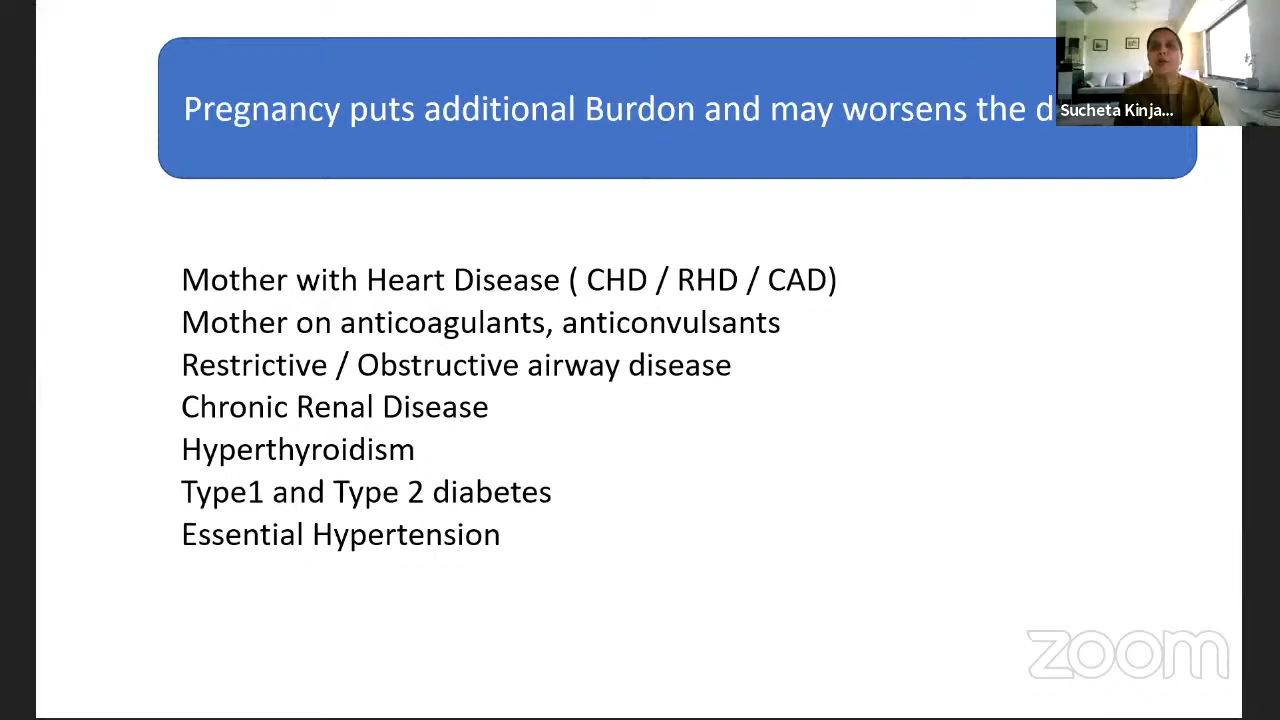 Pregnancy puts additional Burdon and may worsens the
Sucheta Kinja...
Mother with Heart Disease ( CHD / RHD / CAD)
Mother on anticoagulants, anticonvulsants
Restrictive / Obstructive airway disease
Chronic Renal Disease
Hyperthyroidism
Type1 and Type 2 diabetes
Essential Hypertension
zoom